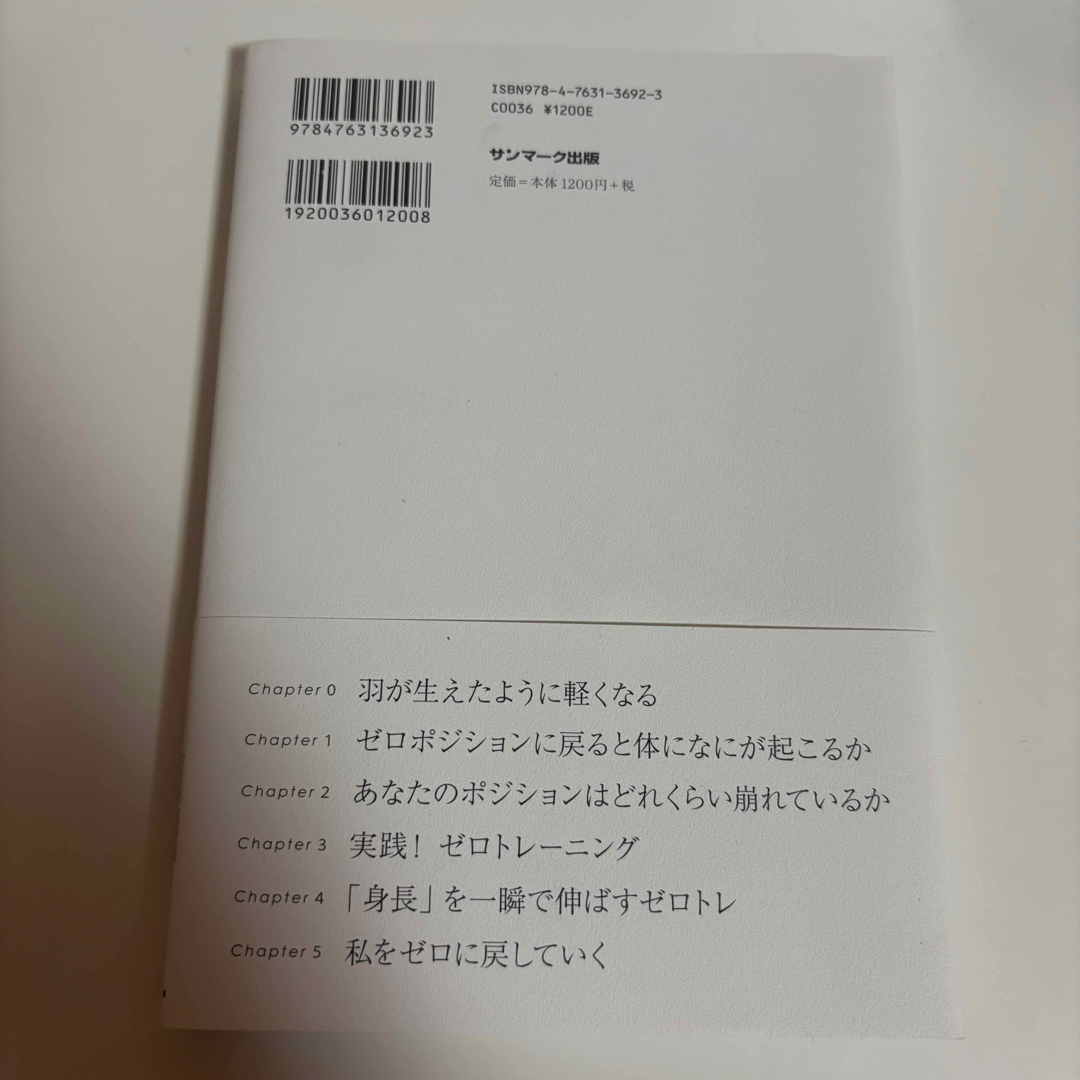 9784763136923
1920036012008
ISBN978-4-7631-3692-3
C0036 ¥1200E
サンマーク出版
定価=本体1200円+税
Chapter 0 羽が生えたように軽くなる
Chapter 1 ゼロポジションに戻ると体になにが起こるか
Chapter 2 あなたのポジションはどれくらい崩れているか
Chapter 3 実践! ゼロトレーニング
Chapter 4 「身長」を一瞬で伸ばすゼロトレ
Chapter 5 私をゼロに戻していく